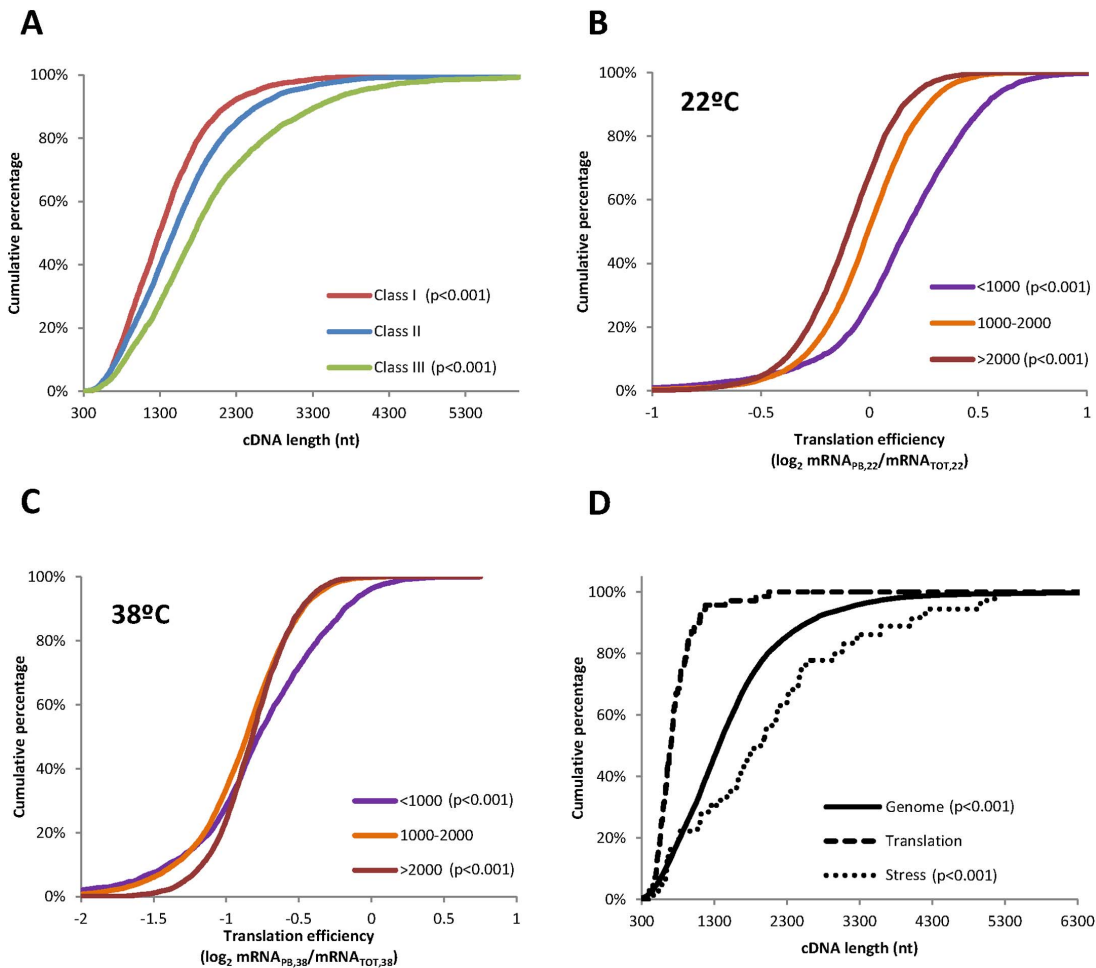 A
Cumulative percentage
100%
80%
60%
40%
20%
0%
300
1300
2300
3300
4300
5300
cDNA length (nt)
Class I (p<0.001)
Class II
Class III (p<0.001)
B
22ºC
Cumulative percentage
100%
80%
60%
40%
20%
0%
-1
-0.5
0
0.5
1
Translation efficiency
(log2 mRNAPB,22/mRNATOT,22)
<1000 (p<0.001)
1000-2000
>2000 (p<0.001)
C
38ºC
Cumulative percentage
100%
80%
60%
40%
20%
0%
-2
-1.5
-1
-0.5
0
0.5
1
Translation efficiency
(log2 mRNAPB,38/mRNATOT,38)
<1000 (p<0.001)
1000-2000
>2000 (p<0.001)
D
Cumulative percentage
100%
80%
60%
40%
20%
0%
300
1300
2300
3300
4300
5300
6300
cDNA length (nt)
Genome (p<0.001)
Translation
Stress (p<0.001)